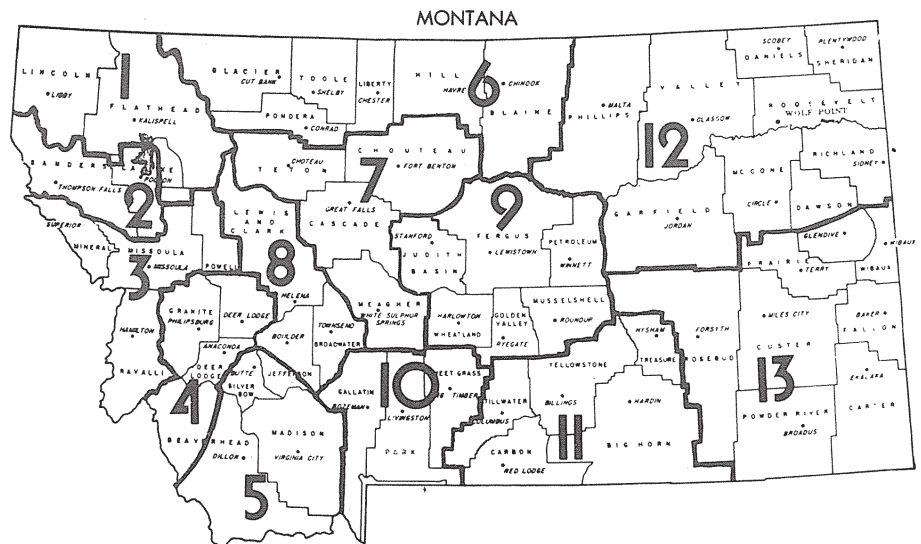 MONTANA
LINCOLN
LIBBY
1
FLATHEAD
KALISPELL
GLACIER
CUT BANK
TOOLE
SHELBY
PONDERA
CONRAD
LIBERTY
CHESTER
HILL
HAVRE
6
CHINOOK
BLAINE
MALTA
PHILLIPS
VALLEY
GLASGOW
12
SCOBEY
DANIELS
PLENTYWOOD
SHERIDAN
ROOSEVELT
WOLF POINT
RICHLAND
SIDNEY
MCCONE
CIRCLE
DAWSON
GLENDIVE
WIBAUX
WIBAUX
GARFIELD
JORDAN
PRAIRIE
TERRY
SANDERS
THOMPSON FALLS
LAKE
POLSON
2
SUPERIOR
MINERAL
MISSOULA
MISSOULA
3
POWELL
TETON
CHOTEAU
CHOUTEAU
FORT BENTON
7
GREAT FALLS
CASCADE
LEWIS
AND
CLARK
8
HELENA
STANFORD
JUDITH
BASIN
9
FERGUS
LEWISTOWN
PETROLEUM
WINNETT
GRANITE
PHILIPSBURG
DEER LODGE
HAMILTON
RAVALLI
ANACONDA
DEER
LODGE
BUTTE
SILVER
BOW
BOULDER
JEFFERSON
TOWNSEND
BROADWATER
MEAGHER
WHITE SULPHUR
SPRINGS
HARLOWTON
WHEATLAND
GOLDEN
VALLEY
RYEGATE
MUSSELSHELL
ROUNDUP
4
BEAVERHEAD
DILLON
5
MADISON
VIRGINIA CITY
GALLATIN
BOZEMAN
10
LIVINGSTON
PARK
SWEET GRASS
BIG TIMBER
STILLWATER
COLUMBUS
CARBON
RED LODGE
YELLOWSTONE
BILLINGS
11
HARDIN
BIG HORN
HYSHAM
TREASURE
FORSYTH
ROSEBUD
MILES CITY
CUSTER
13
POWDER RIVER
BROADUS
BAKER
FALLON
EKALAKA
CARTER